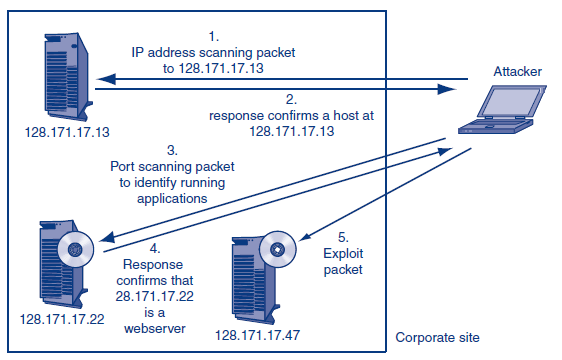 1.
IP address scanning packet
to 128.171.17.13
Attacker
2.
response confirms a host at
128.171.17.13
128.171.17.13
3.
Port scanning packet
to identify running
applications
4.
Response
confirms that
28.171.17.22
is a
webserver
128.171.17.22
5.
Exploit
packet
128.171.17.47
Corporate site